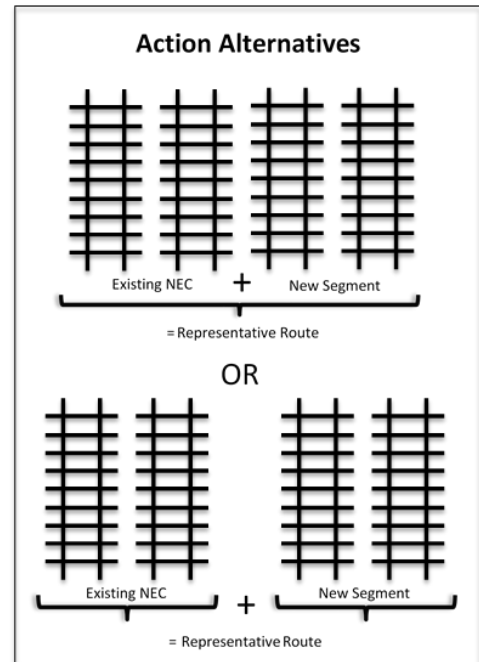 Action Alternatives
Existing NEC + New Segment
= Representative Route
OR
Existing NEC + New Segment
= Representative Route